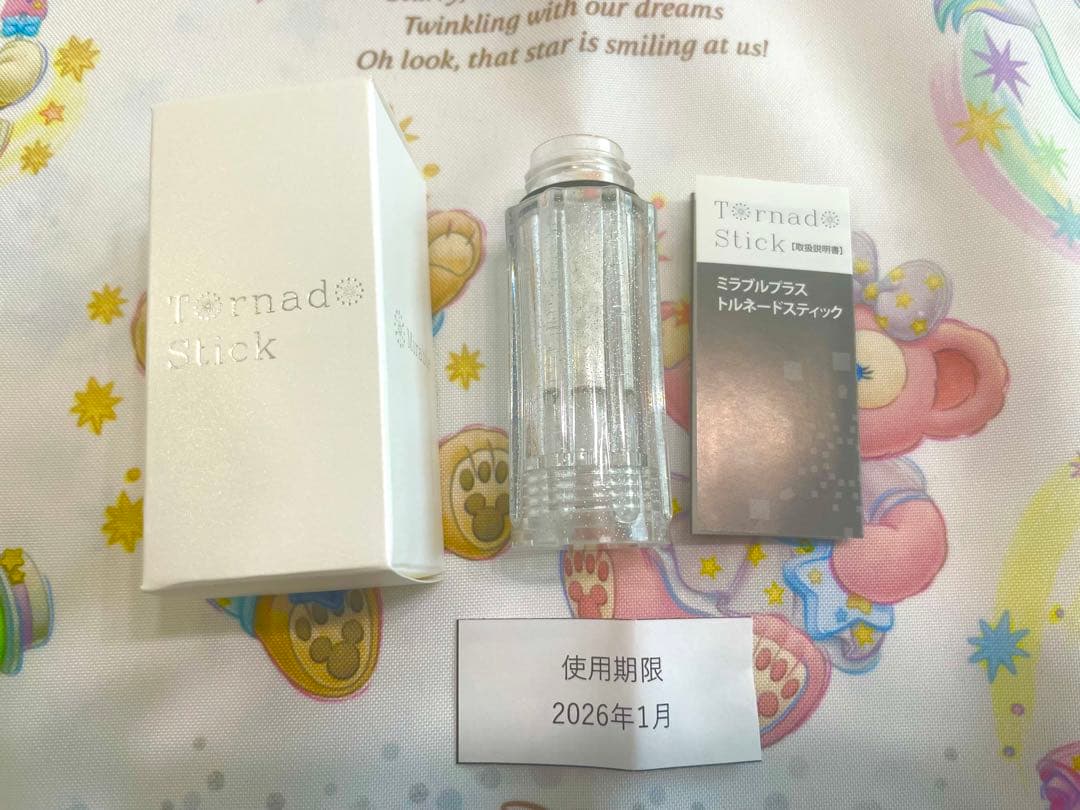 Twinkling with our dreams
Oh look, that star is smiling at us!
Tornado
Stick
Tornado
Stick【取扱説明書】
ミラブルプラス
トルネードスティック
使用期限
2026年1月